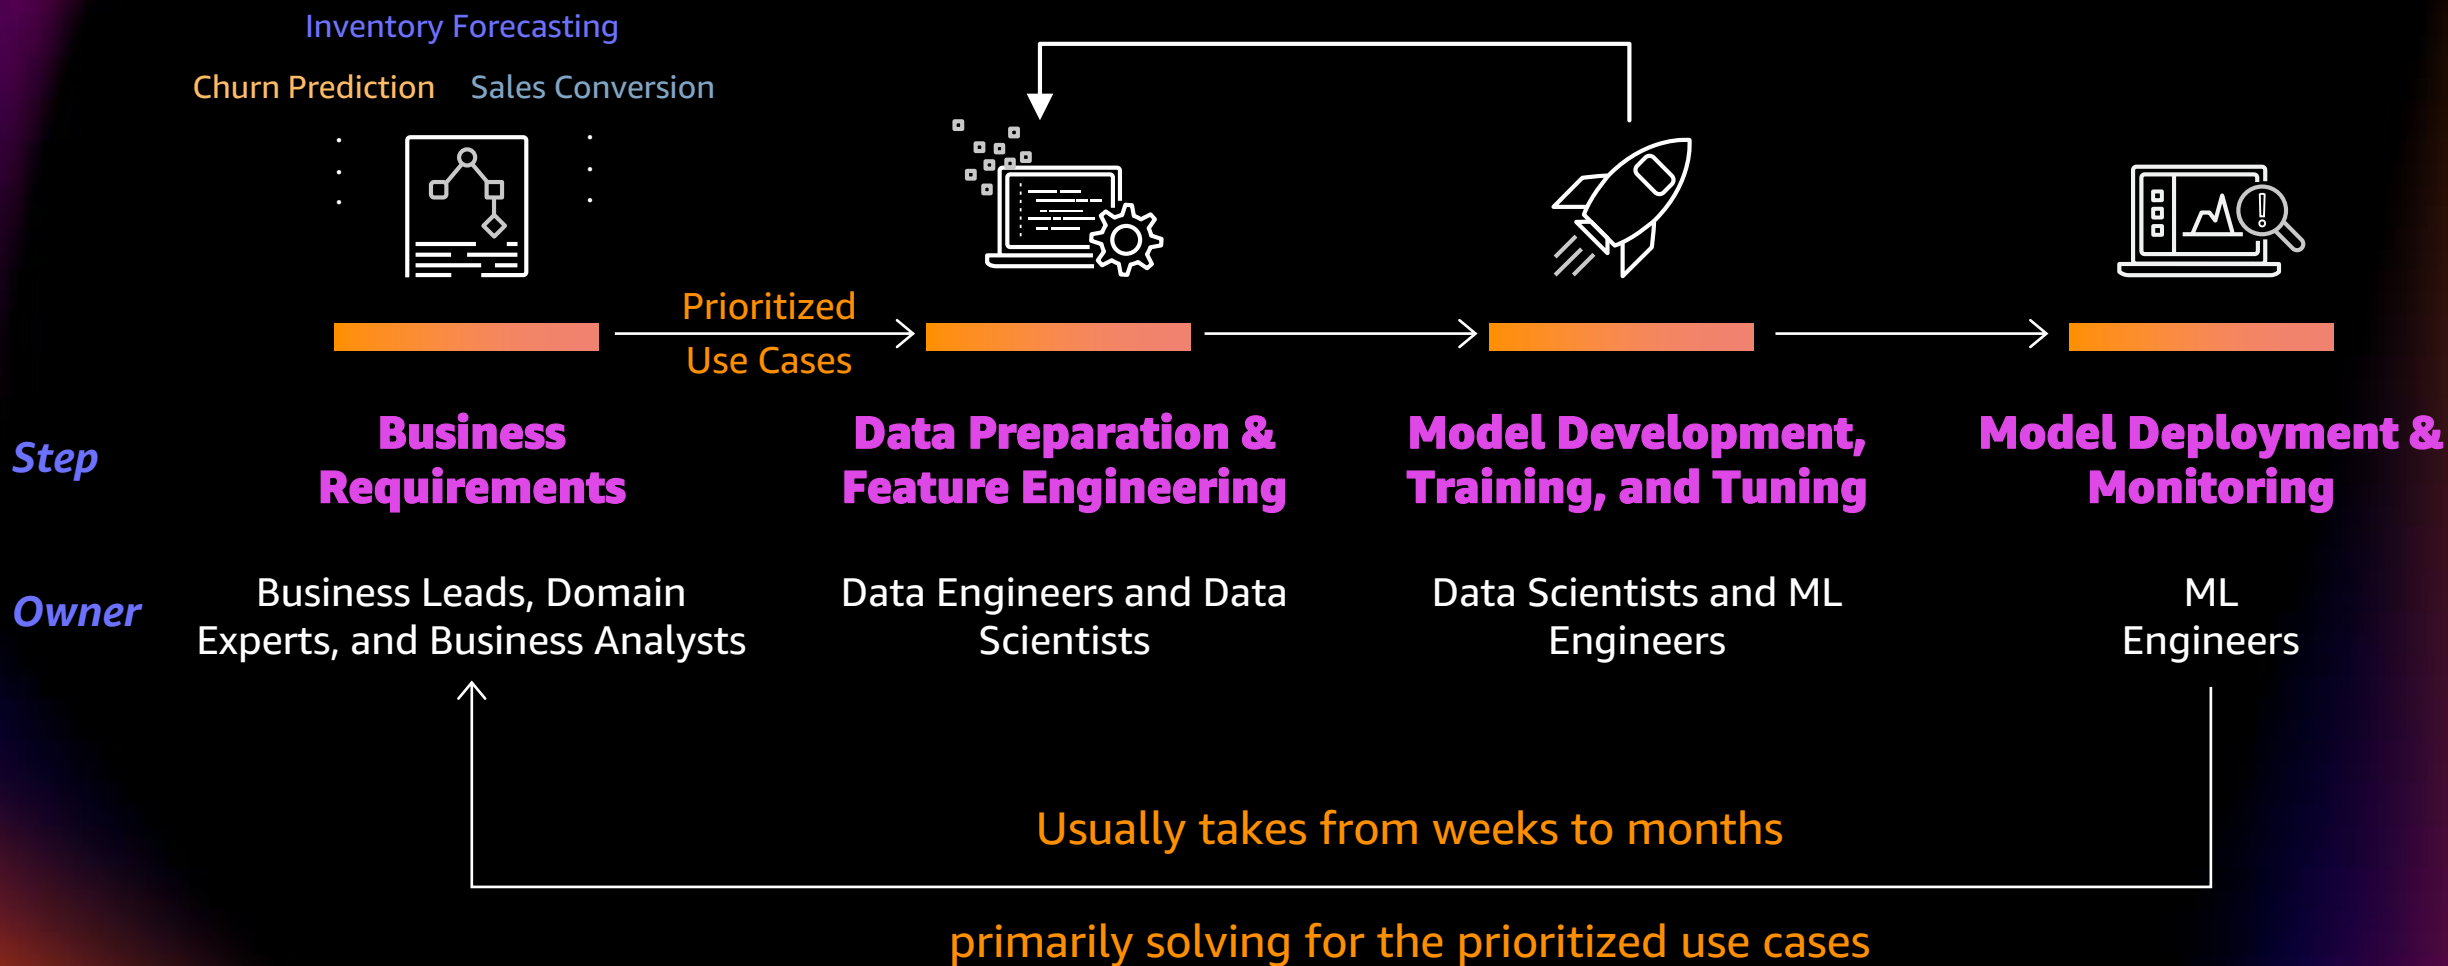 Inventory Forecasting
Churn Prediction
Sales Conversion
Prioritized
Use Cases
Step
Business
Requirements
Data Preparation &
Feature Engineering
Model Development,
Training, and Tuning
Model Deployment &
Monitoring
Owner
Business Leads, Domain
Experts, and Business Analysts
Data Engineers and Data
Scientists
Data Scientists and ML
Engineers
ML
Engineers
Usually takes from weeks to months
primarily solving for the prioritized use cases